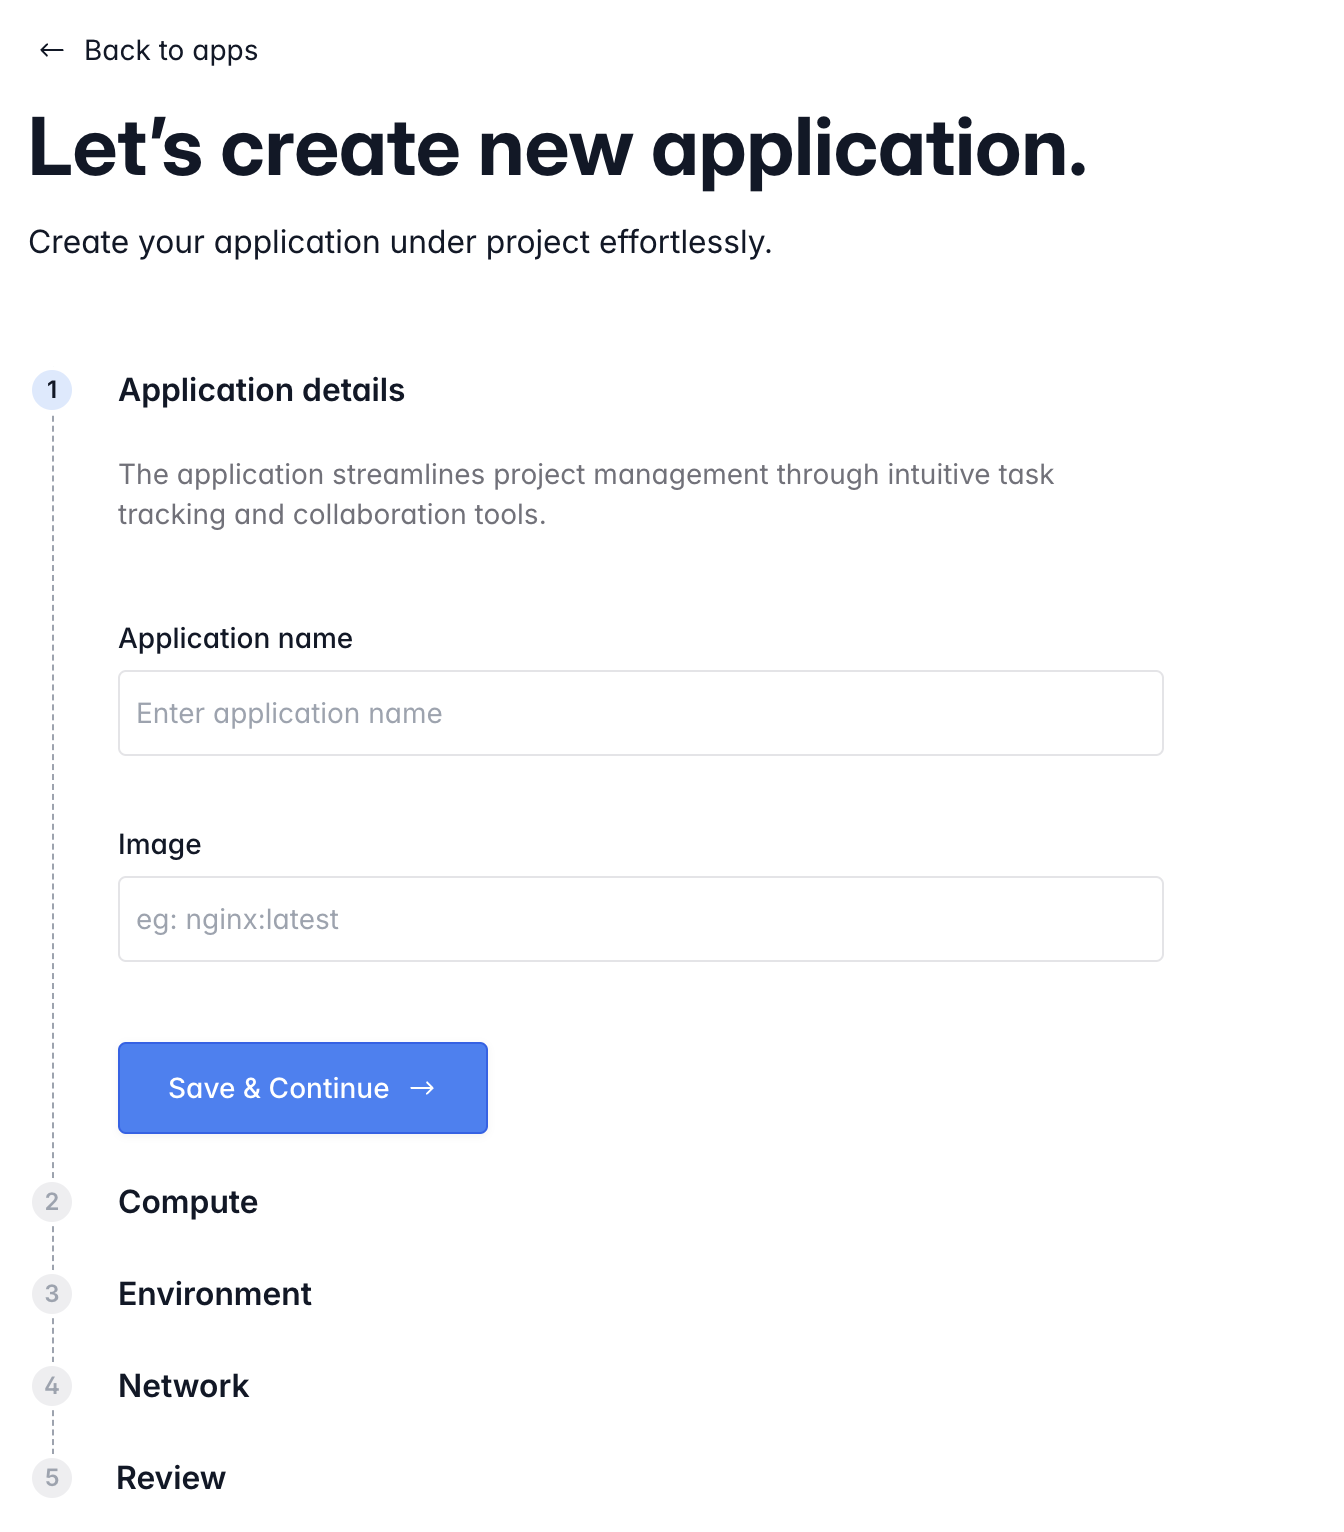 ← Back to apps
Let’s create new application.
Create your application under project effortlessly.
1 Application details
The application streamlines project management through intuitive task
tracking and collaboration tools.
Application name
Enter application name
Image
eg: nginx:latest
Save & Continue →
2 Compute
3 Environment
4 Network
5 Review